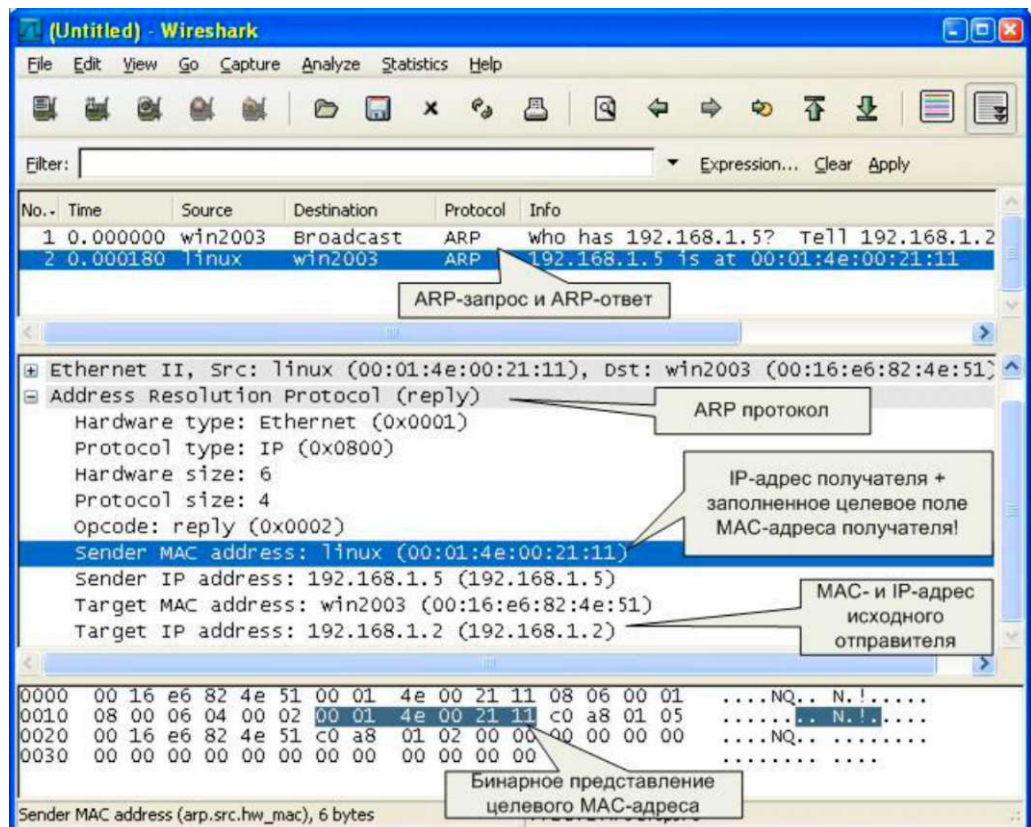 (Untitled) - Wireshark
File Edit View Go Capture Analyze Statistics Help
Filter: Expression... Clear Apply
No. - Time Source Destination Protocol Info
1 0.000000 win2003 Broadcast ARP who has 192.168.1.5? Tell 192.168.1.2
2 0.000180 linux win2003 ARP 192.168.1.5 is at 00:01:4e:00:21:11
ARP-запрос и ARP-ответ
Ethernet II, Src: linux (00:01:4e:00:21:11), Dst: win2003 (00:16:e6:82:4e:51)
Address Resolution Protocol (reply)
ARP протокол
Hardware type: Ethernet (0x0001)
Protocol type: IP (0x0800)
Hardware size: 6
Protocol size: 4
Opcode: reply (0x0002)
IP-адрес получателя +
заполненное целевое поле
MAC-адреса получателя!
Sender MAC address: linux (00:01:4e:00:21:11)
Sender IP address: 192.168.1.5 (192.168.1.5)
Target MAC address: win2003 (00:16:e6:82:4e:51)
Target IP address: 192.168.1.2 (192.168.1.2)
MAC- и IP-адрес
исходного
отправителя
0000 00 16 e6 82 4e 51 00 01 4e 00 21 11 08 06 00 01 ....NQ.. N.!.....
0010 08 00 06 04 00 02 00 01 4e 00 21 11 c0 a8 01 05 ........ N.!.....
0020 00 16 e6 82 4e 51 c0 a8 01 02 00 00 00 00 00 00 ....NQ.. ........
0030 00 00 00 00 00 00 00 00 00 00 00 00 ........ ....
Бинарное представление
целевого MAC-адреса
Sender MAC address (arp.src.hw_mac), 6 bytes